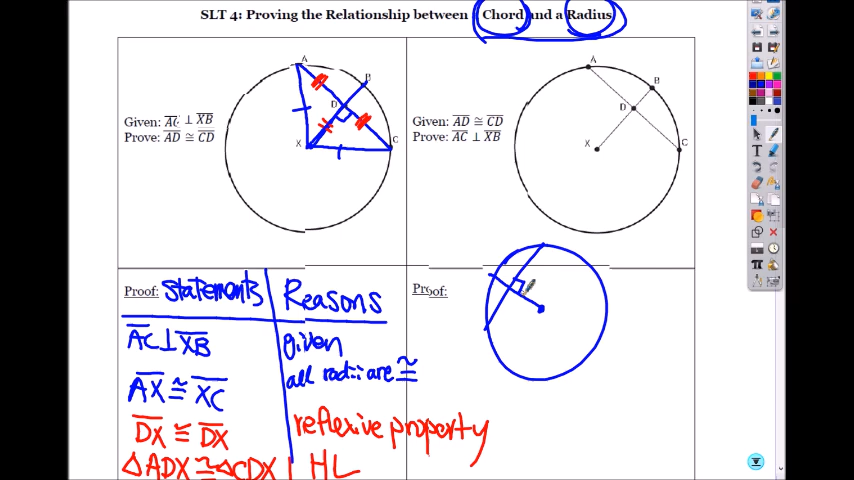 SLT 4: Proving the Relationship between Chord and a Radius
A
B
D
X
C
Given: AC ⊥ XB
Prove: AD ≅ CD
A
B
D
X
C
Given: AD ≅ CD
Prove: AC ⊥ XB
Proof: Statements Reasons
AC ⊥ XB given
AX ≅ XC all radii are ≅
DX ≅ DX reflexive property
△ADX ≅ △CDX HL
Proof: